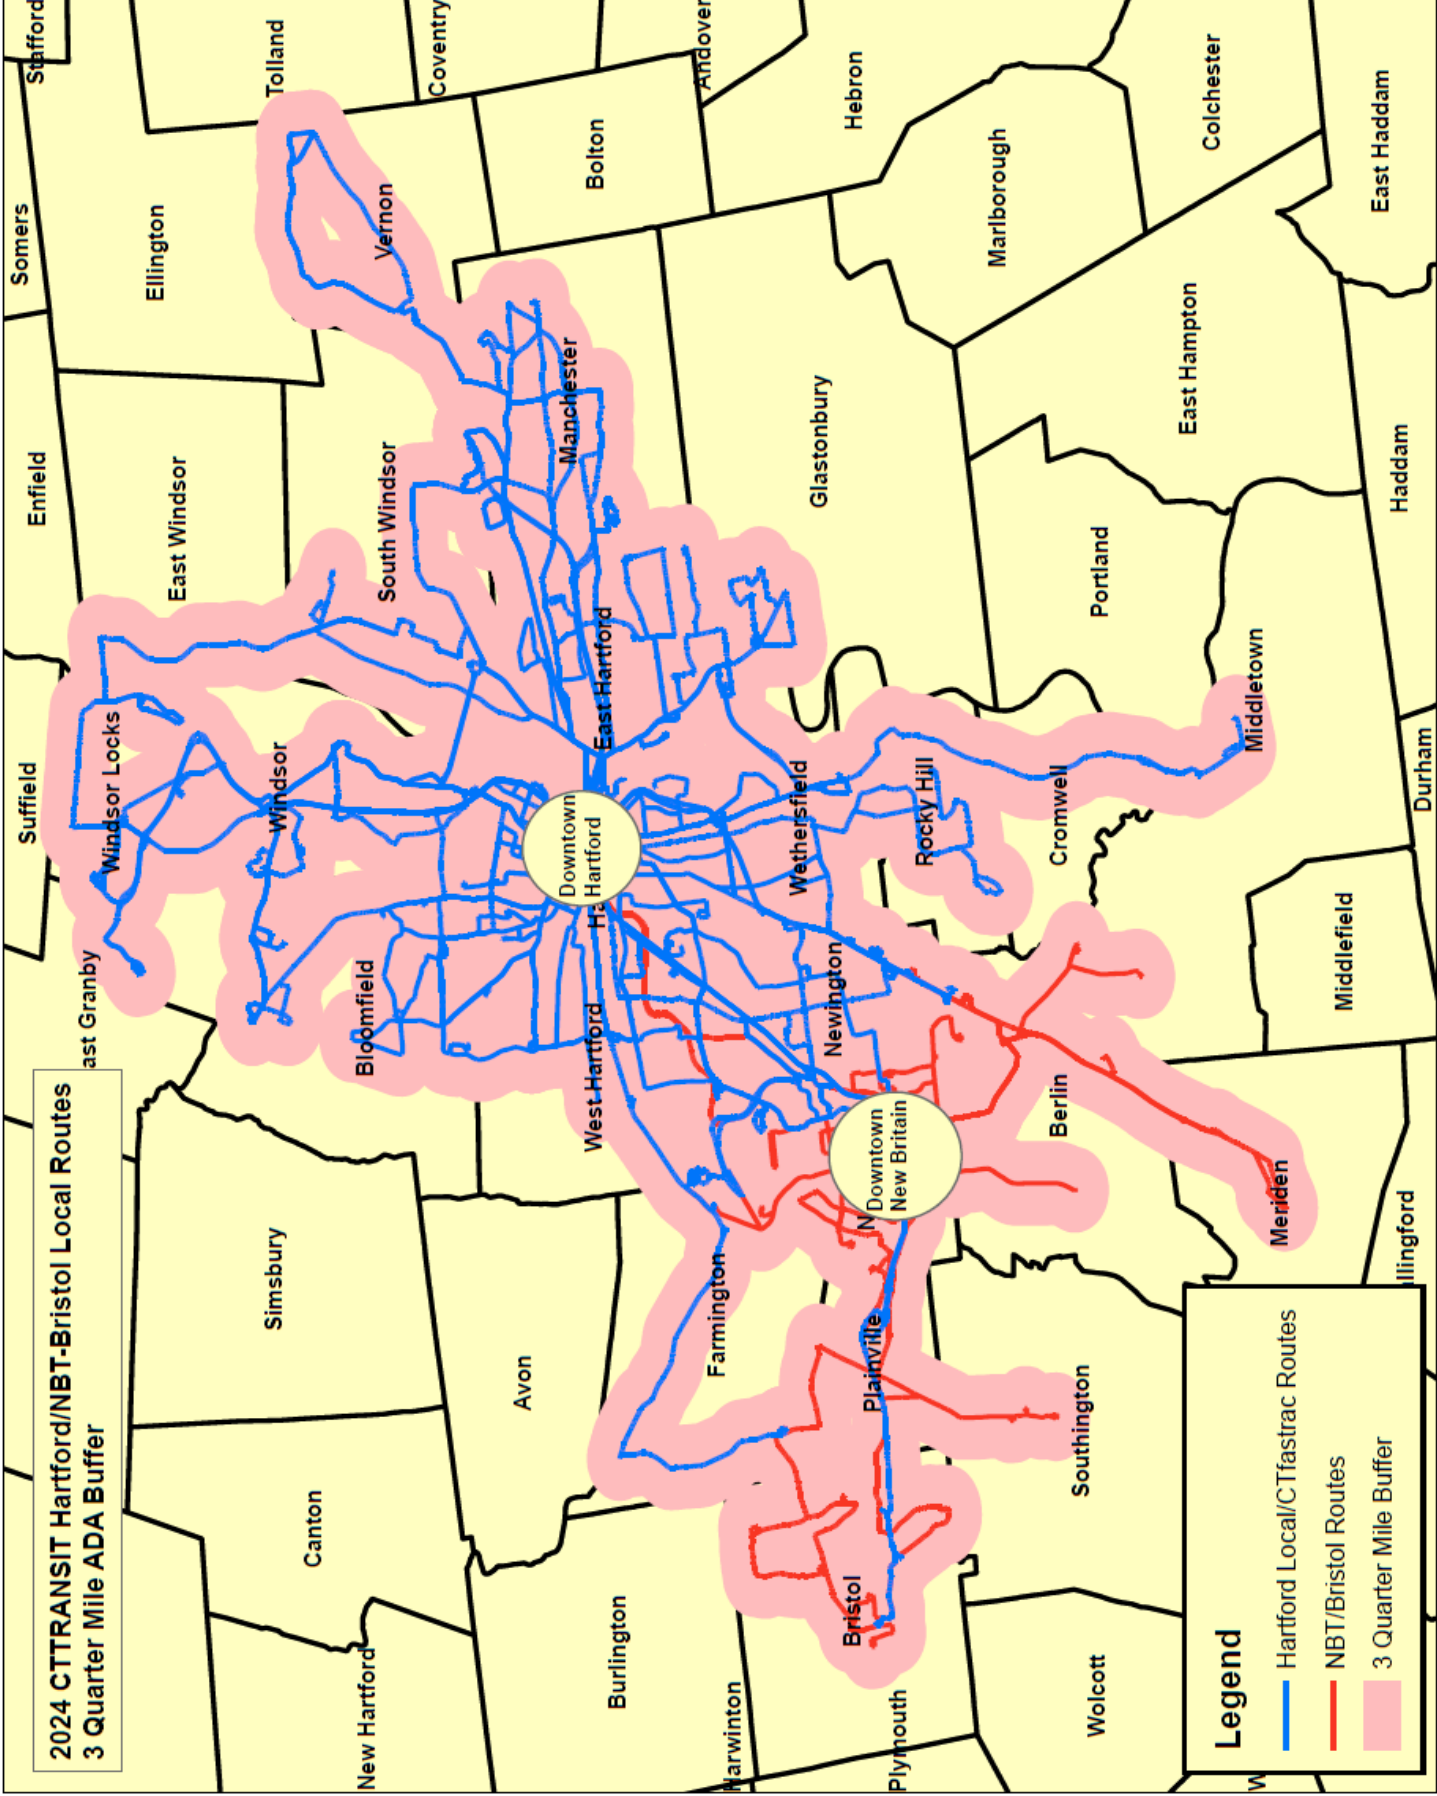 2024 CTTRANSIT Hartford/NBT-Bristol Local Routes
3 Quarter Mile ADA Buffer
Suffield
Enfield
Somers
Stafford
ast Granby
Windsor Locks
East Windsor
Ellington
Tolland
Simsbury
Windsor
Canton
New Hartford
Bloomfield
South Windsor
Vernon
Coventry
Avon
Downtown
Hartford
Ha
Manchester
Bolton
West Hartford
East Hartford
Burlington
Andover
Farmington
Harwinton
Wethersfield
Glastonbury
Newington
Hebron
Bristol
Plainville
N
Downtown
New Britain
Plymouth
Rocky Hill
Marlborough
Berlin
Cromwell
Portland
Southington
Wolcott
East Hampton
Colchester
Middletown
Meriden
Middlefield
East Haddam
Haddam
Durham
llingford
W
Legend
Hartford Local/CTfastrac Routes
NBT/Bristol Routes
3 Quarter Mile Buffer